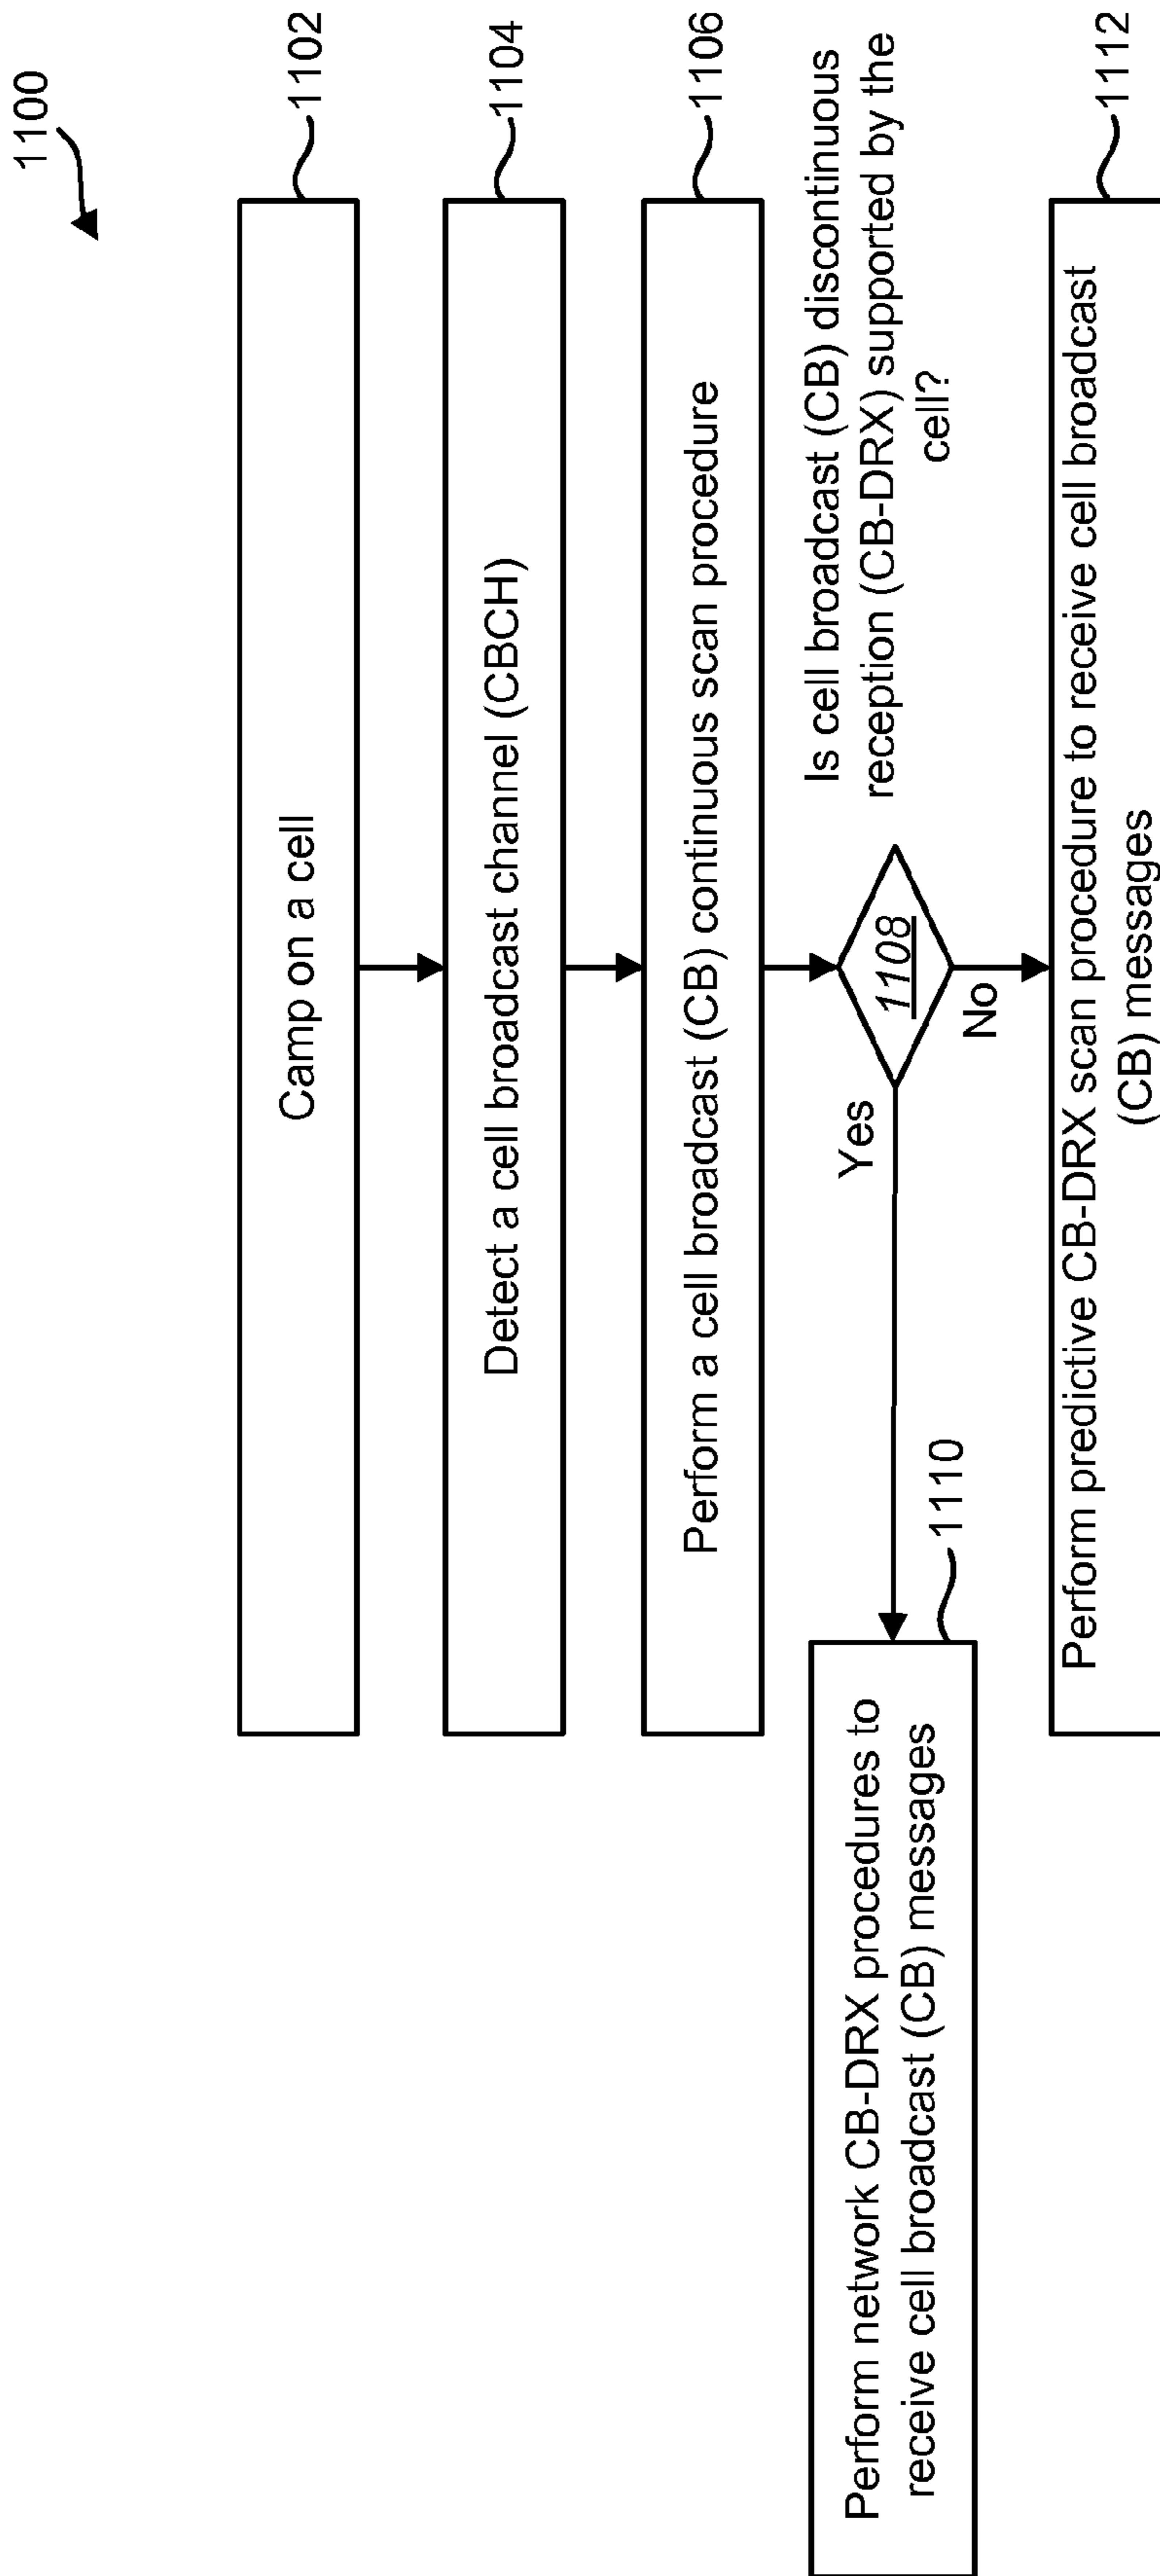 1100
Camp on a cell
1102
Detect a cell broadcast channel (CBCH)
1104
Perform a cell broadcast (CB) continuous scan procedure
1106
Is cell broadcast (CB) discontinuous
reception (CB-DRX) supported by the
cell?
1108
Yes
No
1110
Perform network CB-DRX procedures to
receive cell broadcast (CB) messages
Perform predictive CB-DRX scan procedure to receive cell broadcast
(CB) messages
1112